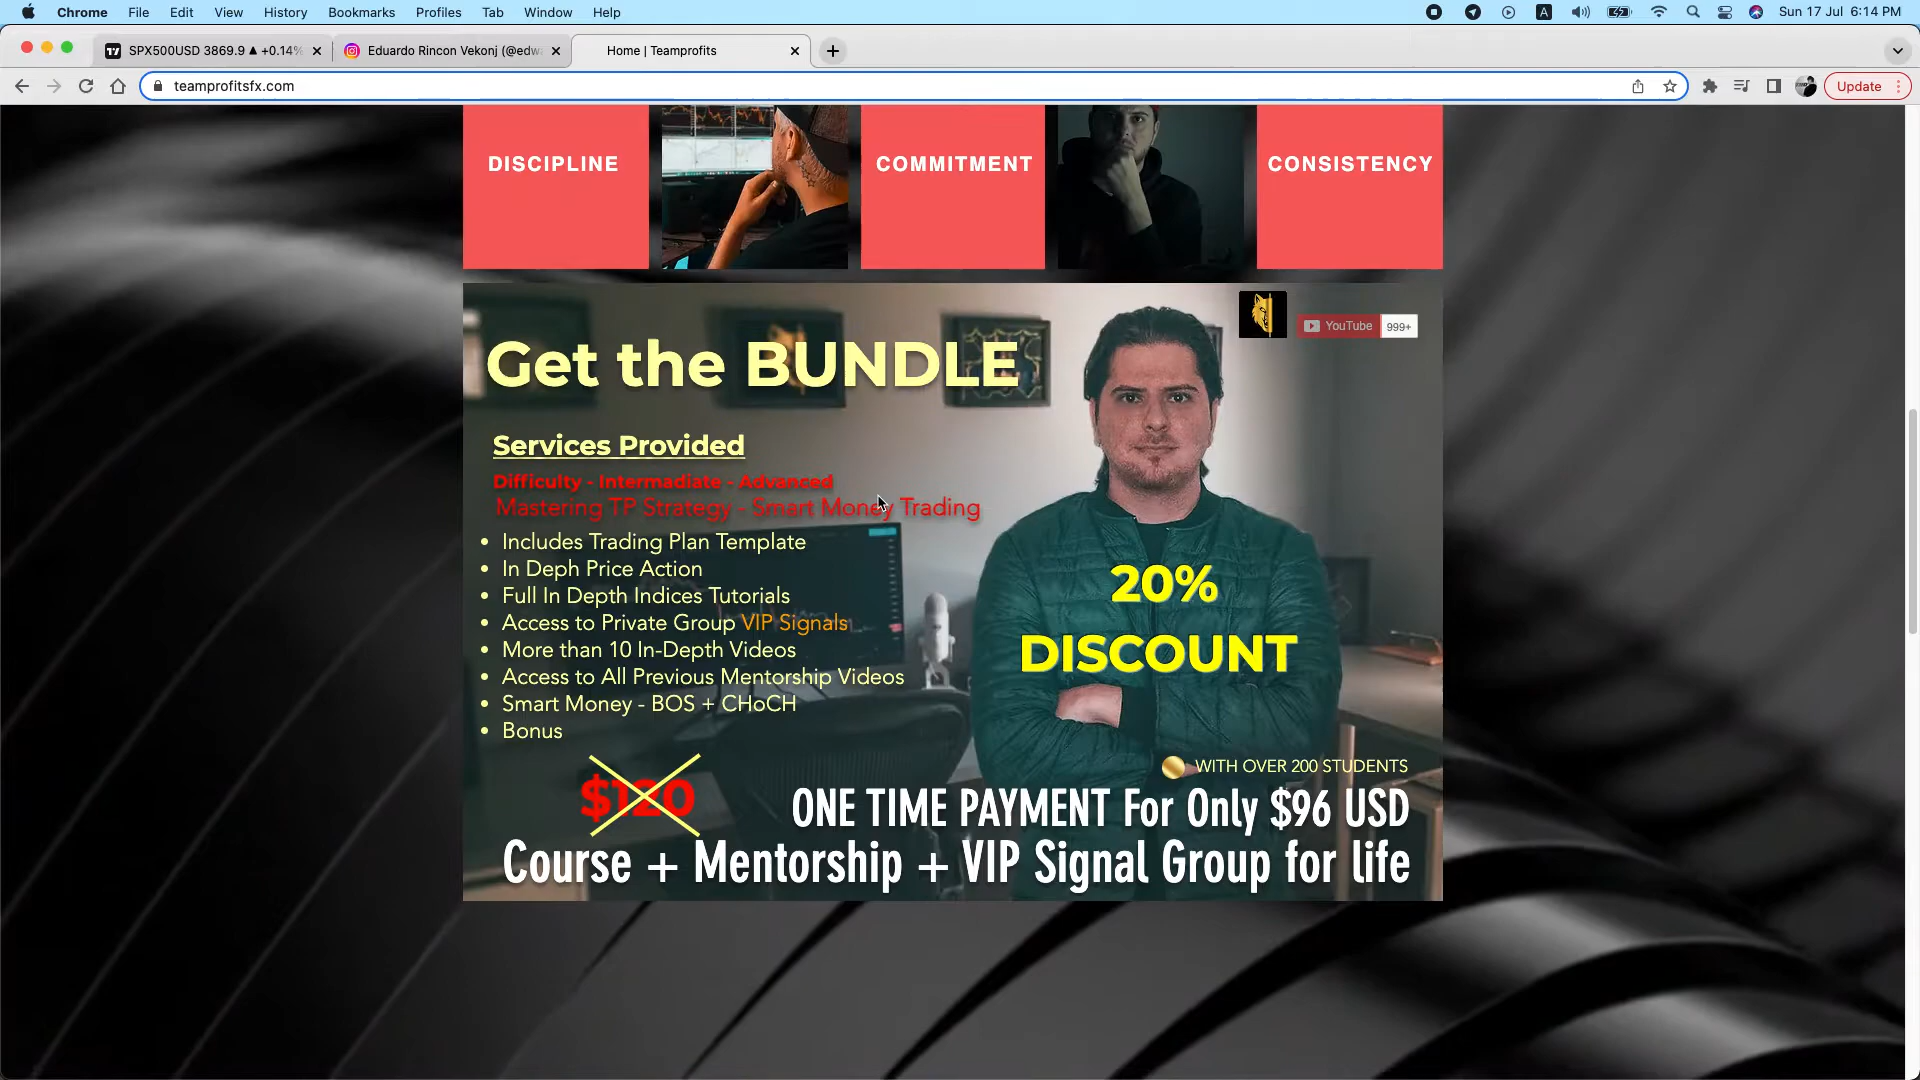 Chrome File Edit View History Bookmarks Profiles Tab Window Help A Sun 17 Jul 6:14 PM
SPX500USD 3869.9 ▲ +0.14% Eduardo Rincon Vekonj (@edwa Home | Teamprofits
teamprofitsfx.com Update
DISCIPLINE COMMITMENT CONSISTENCY
YouTube 999+
Get the BUNDLE
Services Provided
Difficulty - Intermadiate - Advanced
Mastering TP Strategy - Smart Money Trading
• Includes Trading Plan Template
• In Deph Price Action
• Full In Depth Indices Tutorials
• Access to Private Group VIP Signals
• More than 10 In-Depth Videos
• Access to All Previous Mentorship Videos
• Smart Money - BOS + CHoCH
• Bonus
20%
DISCOUNT
WITH OVER 200 STUDENTS
$120 ONE TIME PAYMENT For Only $96 USD
Course + Mentorship + VIP Signal Group for life